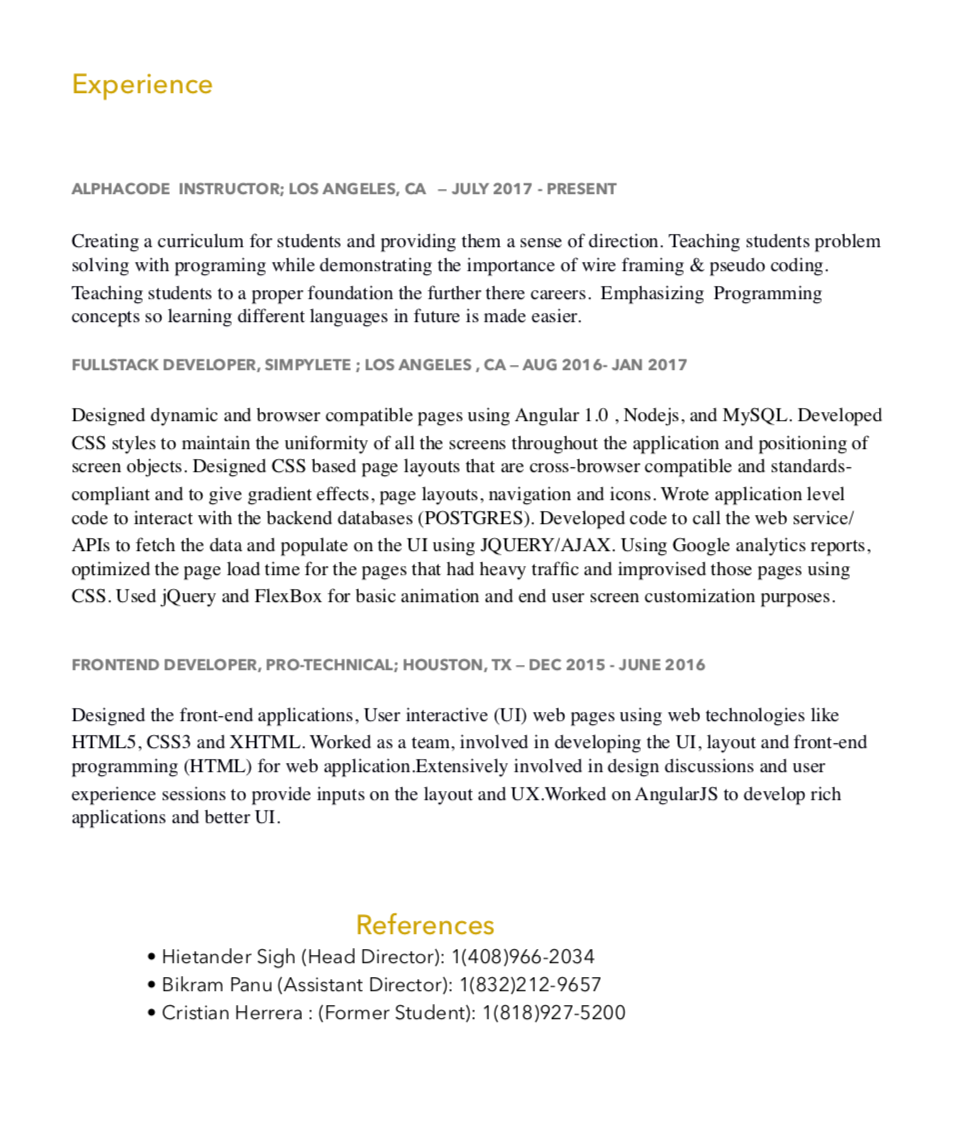 Experience
ALPHACODE  INSTRUCTOR; LOS ANGELES, CA  – JULY 2017 - PRESENT
Creating a curriculum for students and providing them a sense of direction. Teaching students problem
solving with programing while demonstrating the importance of wire framing & pseudo coding.
Teaching students to a proper foundation the further there careers.  Emphasizing  Programming
concepts so learning different languages in future is made easier.
FULLSTACK DEVELOPER, SIMPYLETE ; LOS ANGELES , CA – AUG 2016- JAN 2017
Designed dynamic and browser compatible pages using Angular 1.0 , Nodejs, and MySQL. Developed
CSS styles to maintain the uniformity of all the screens throughout the application and positioning of
screen objects. Designed CSS based page layouts that are cross-browser compatible and standards-
compliant and to give gradient effects, page layouts, navigation and icons. Wrote application level
code to interact with the backend databases (POSTGRES). Developed code to call the web service/
APIs to fetch the data and populate on the UI using JQUERY/AJAX. Using Google analytics reports,
optimized the page load time for the pages that had heavy traffic and improvised those pages using
CSS. Used jQuery and FlexBox for basic animation and end user screen customization purposes.
FRONTEND DEVELOPER, PRO-TECHNICAL; HOUSTON, TX – DEC 2015 - JUNE 2016
Designed the front-end applications, User interactive (UI) web pages using web technologies like
HTML5, CSS3 and XHTML. Worked as a team, involved in developing the UI, layout and front-end
programming (HTML) for web application.Extensively involved in design discussions and user
experience sessions to provide inputs on the layout and UX.Worked on AngularJS to develop rich
applications and better UI.
References
• Hietander Sigh (Head Director): 1(408)966-2034
• Bikram Panu (Assistant Director): 1(832)212-9657
• Cristian Herrera : (Former Student): 1(818)927-5200